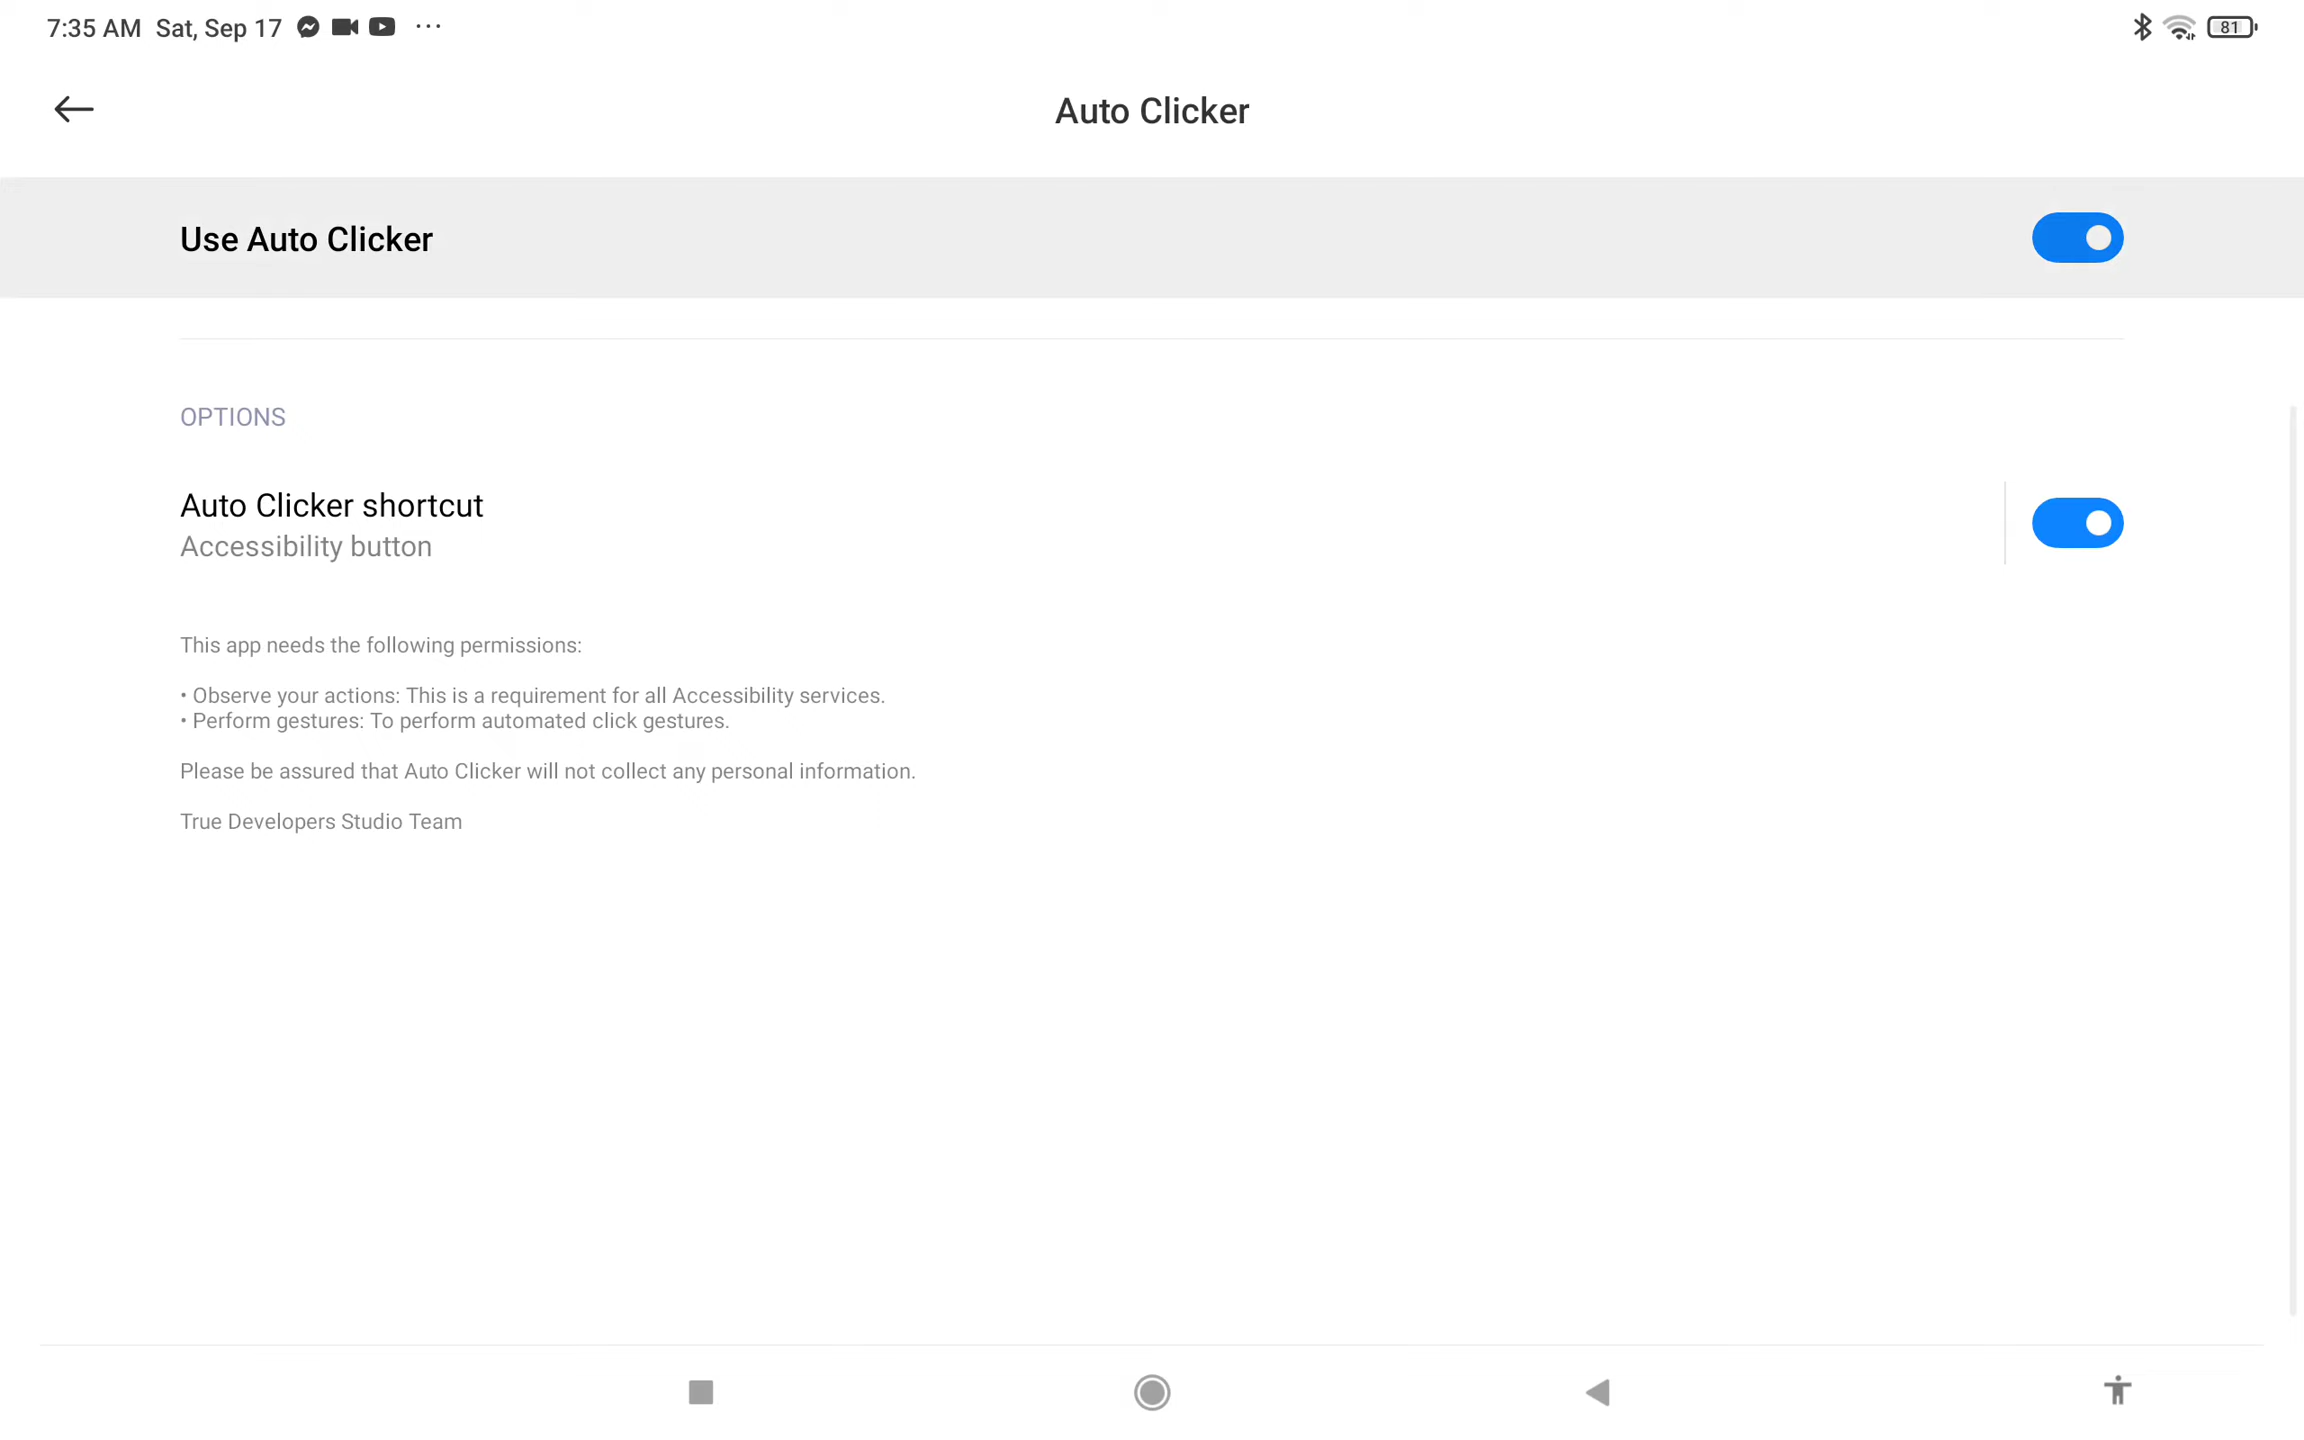 7:35 AM Sat, Sep 17 81
Auto Clicker
Use Auto Clicker
OPTIONS
Auto Clicker shortcut
Accessibility button
This app needs the following permissions:
• Observe your actions: This is a requirement for all Accessibility services.
• Perform gestures: To perform automated click gestures.
Please be assured that Auto Clicker will not collect any personal information.
True Developers Studio Team